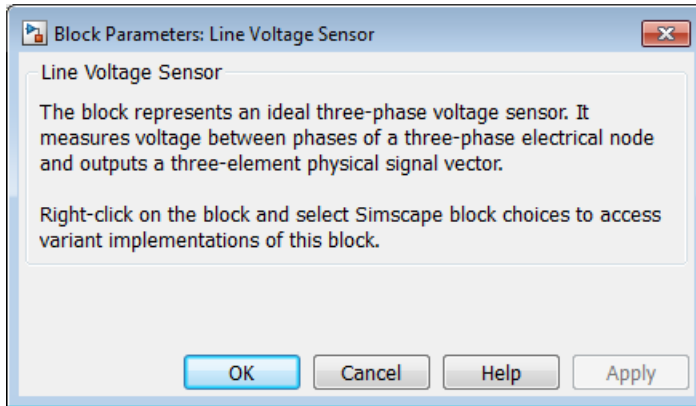 Block Parameters: Line Voltage Sensor
Line Voltage Sensor
The block represents an ideal three-phase voltage sensor. It
measures voltage between phases of a three-phase electrical node
and outputs a three-element physical signal vector.
Right-click on the block and select Simscape block choices to access
variant implementations of this block.
OK Cancel Help Apply